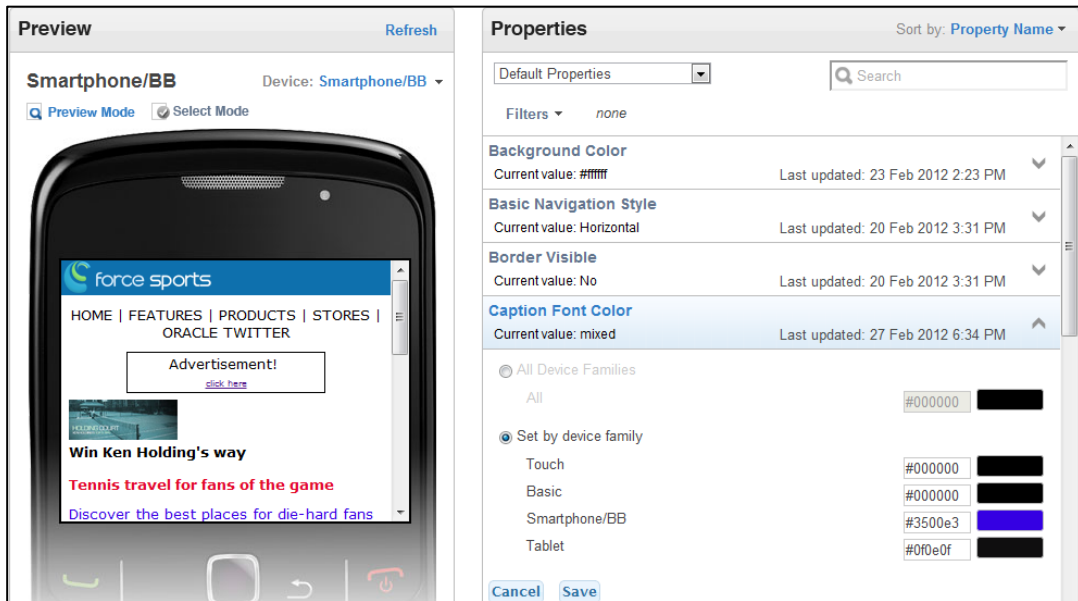 Preview
Refresh
Smartphone/BB
Device: Smartphone/BB
Preview Mode
Select Mode
force sports
HOME | FEATURES | PRODUCTS | STORES |
ORACLE TWITTER
Advertisement!
click here
HOLDING COURT
Win Ken Holding's way
Tennis travel for fans of the game
Discover the best places for die-hard fans
Properties
Sort by: Property Name
Default Properties
Search
Filters
none
Background Color
Current value: #ffffff
Last updated: 23 Feb 2012 2:23 PM
Basic Navigation Style
Current value: Horizontal
Last updated: 20 Feb 2012 3:31 PM
Border Visible
Current value: No
Last updated: 20 Feb 2012 3:31 PM
Caption Font Color
Current value: mixed
Last updated: 27 Feb 2012 6:34 PM
All Device Families
All
#000000
Set by device family
Touch
#000000
Basic
#000000
Smartphone/BB
#3500e3
Tablet
#0f0e0f
Cancel
Save